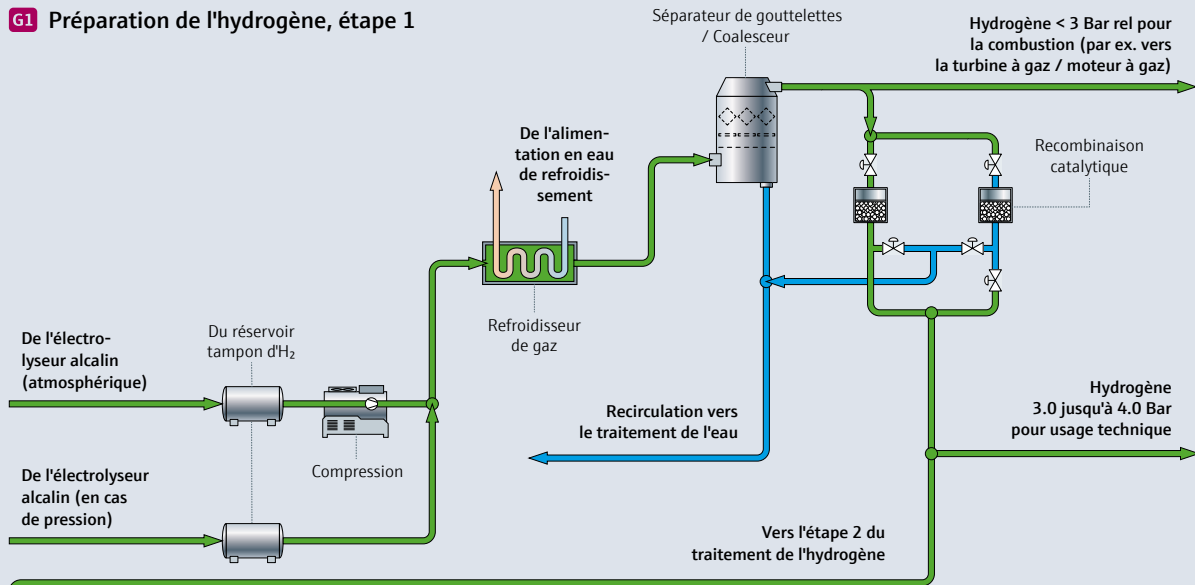 G1 Préparation de l'hydrogène, étape 1
Séparateur de gouttelettes
/ Coalesceur
Hydrogène < 3 Bar rel pour
la combustion (par ex. vers
la turbine à gaz / moteur à gaz)
De l'alimen-
tation en eau
de refroidis-
sement
Recombinaison
catalytique
Refroidisseur
de gaz
De l'électro-
lyseur alcalin
(atmosphérique)
Du réservoir
tampon d'H₂
Compression
Recirculation vers
le traitement de l'eau
Hydrogène
3.0 jusqu'à 4.0 Bar
pour usage technique
De l'électrolyseur
alcalin (en cas
de pression)
Vers l'étape 2 du
traitement de l'hydrogène